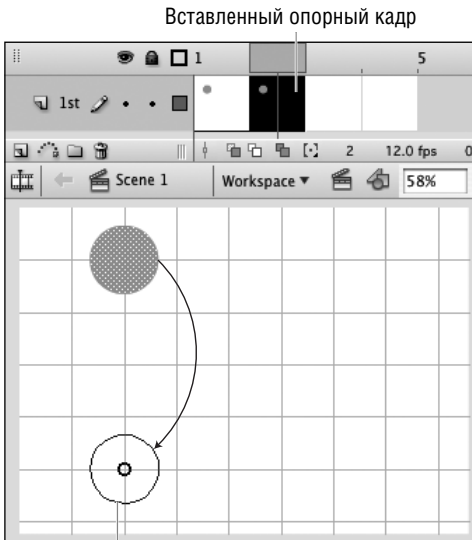 Вставленный опорный кадр
1 5
1st
2 12.0 fps 0
Scene 1 Workspace 58%